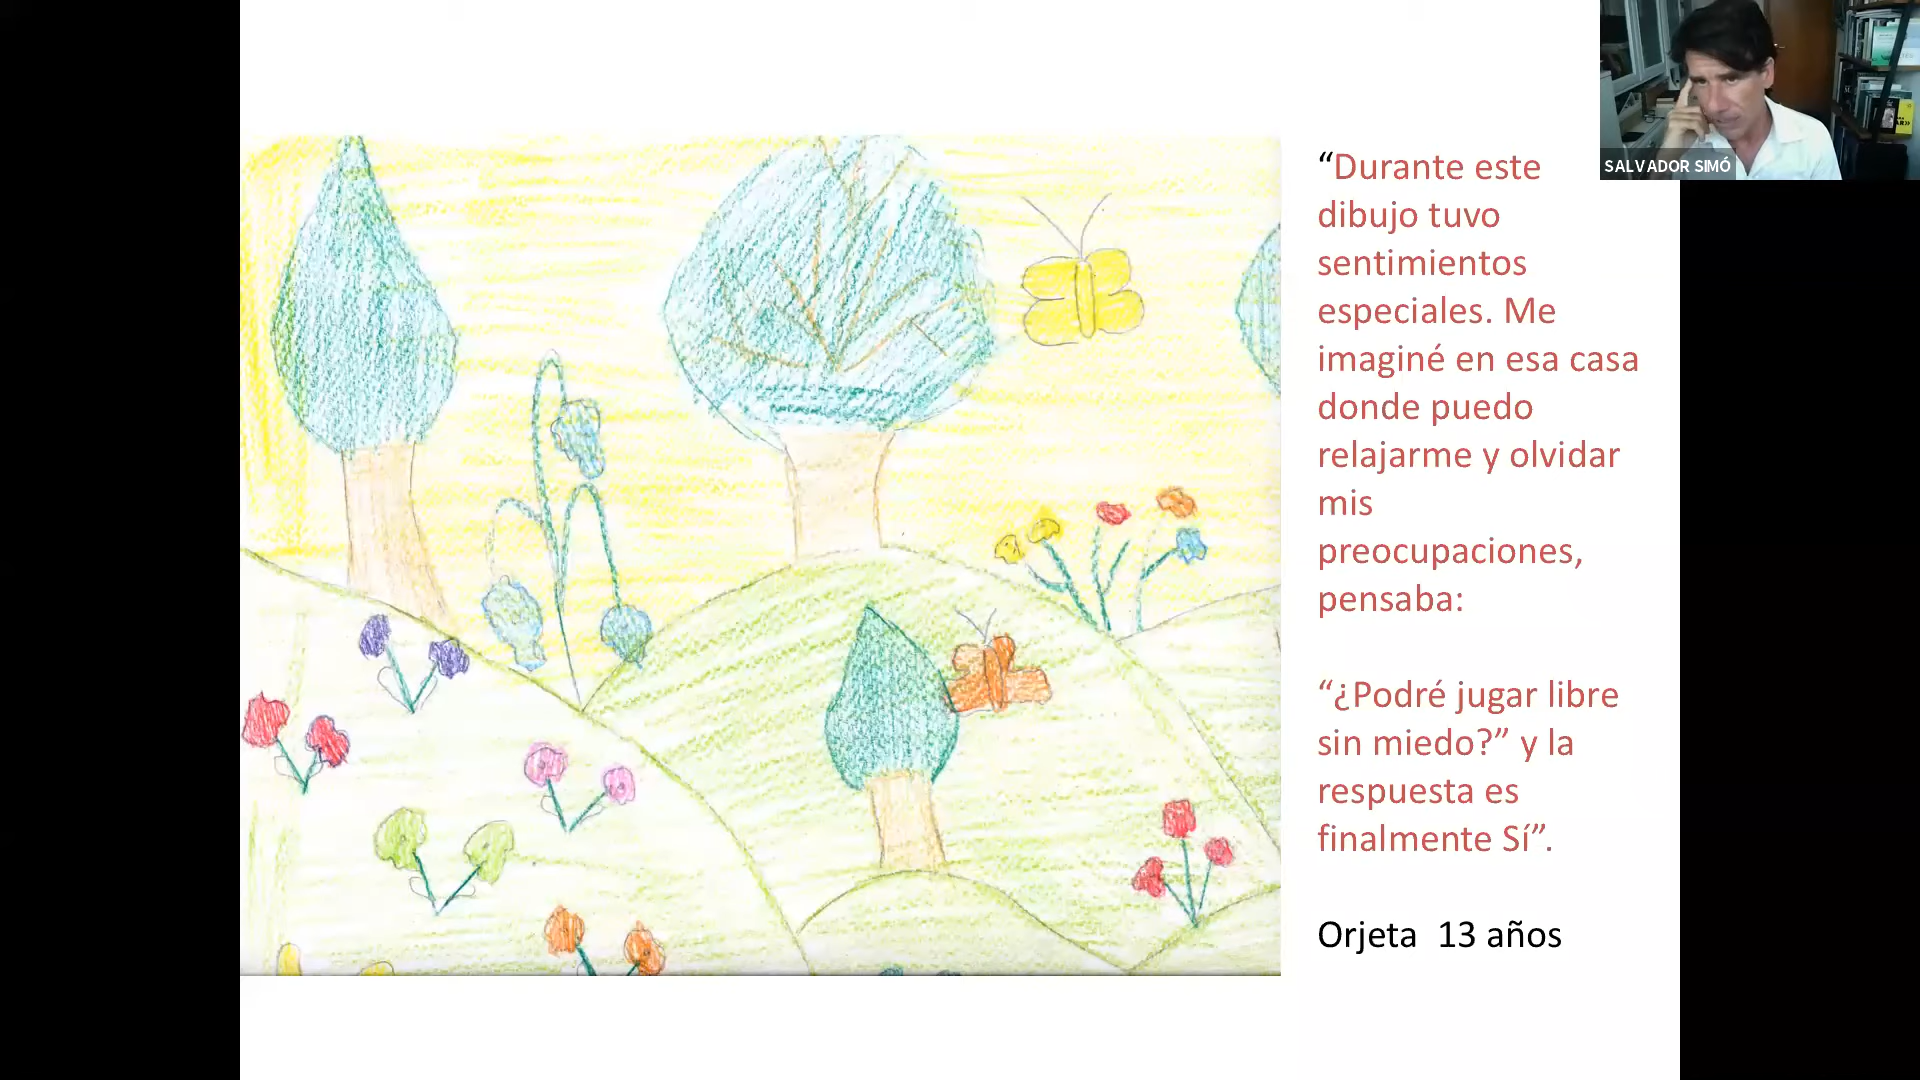 SALVADOR SIMÓ
“Durante este
dibujo tuvo
sentimientos
especiales. Me
imaginé en esa casa
donde puedo
relajarme y olvidar
mis
preocupaciones,
pensaba:
“¿Podré jugar libre
sin miedo?” y la
respuesta es
finalmente Sí”.
Orjeta  13 años